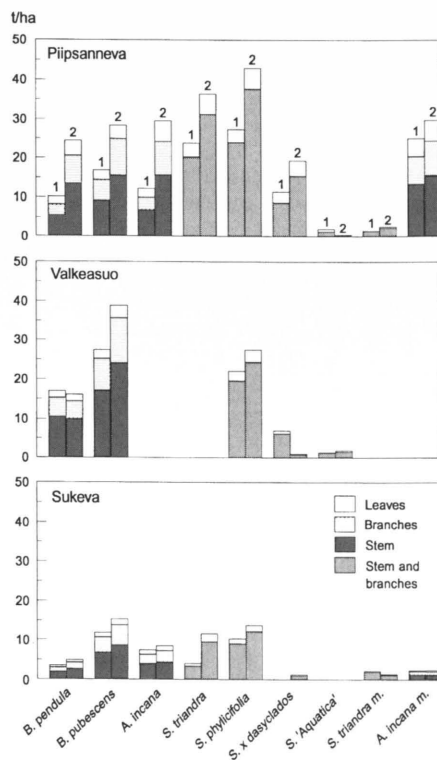 t/ha
50
Piipsanneva
40
30
20
10
0
1 2 1 2 1 2 1 2 1 2 1 2 1 2 1 2 1 2
50
Valkeasuo
40
30
20
10
0
50
Sukeva
40
30
20
10
0
Leaves
Branches
Stem
Stem and
branches
B. pendula
B. pubescens
A. incana
S. triandra
S. phylicifolia
S. x dasyclados
S. 'Aquatica'
S. triandra m.
A. incana m.